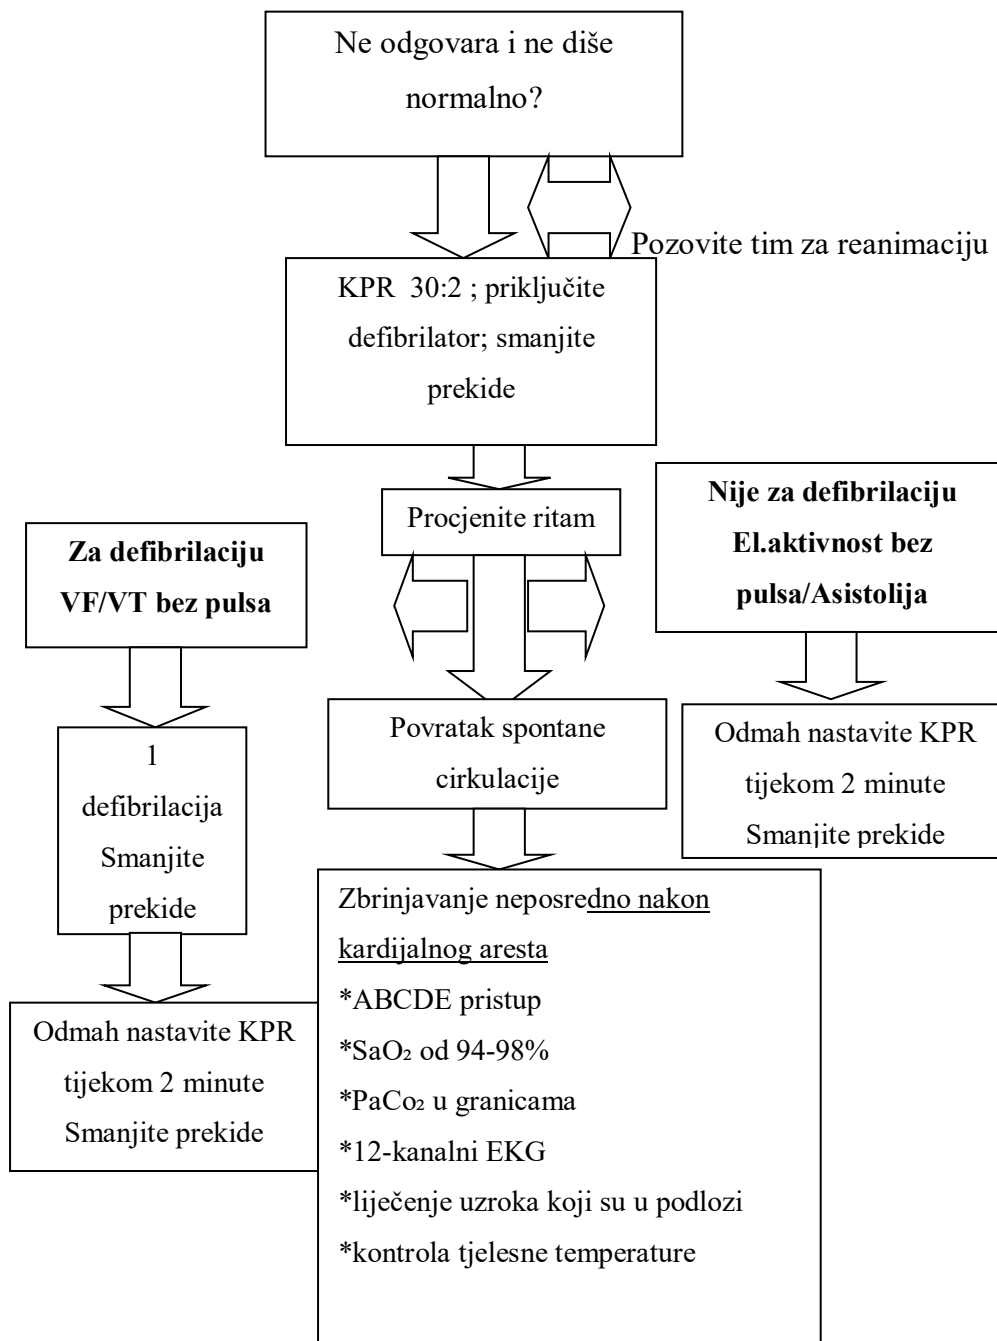 Ne odgovara i ne diše
normalno?
Pozovite tim za reanimaciju
KPR  30:2 ; priključite
defibrilator; smanjite
prekide
Procjenite ritam
Za defibrilaciju
VF/VT bez pulsa
Nije za defibrilaciju
El.aktivnost bez
pulsa/Asistolija
1
defibrilacija
Smanjite
prekide
Povratak spontane
cirkulacije
Odmah nastavite KPR
tijekom 2 minute
Smanjite prekide
Odmah nastavite KPR
tijekom 2 minute
Smanjite prekide
Zbrinjavanje neposredno nakon
kardijalnog aresta
*ABCDE pristup
*SaO₂ od 94-98%
*PaCo₂ u granicama
*12-kanalni EKG
*liječenje uzroka koji su u podlozi
*kontrola tjelesne temperature